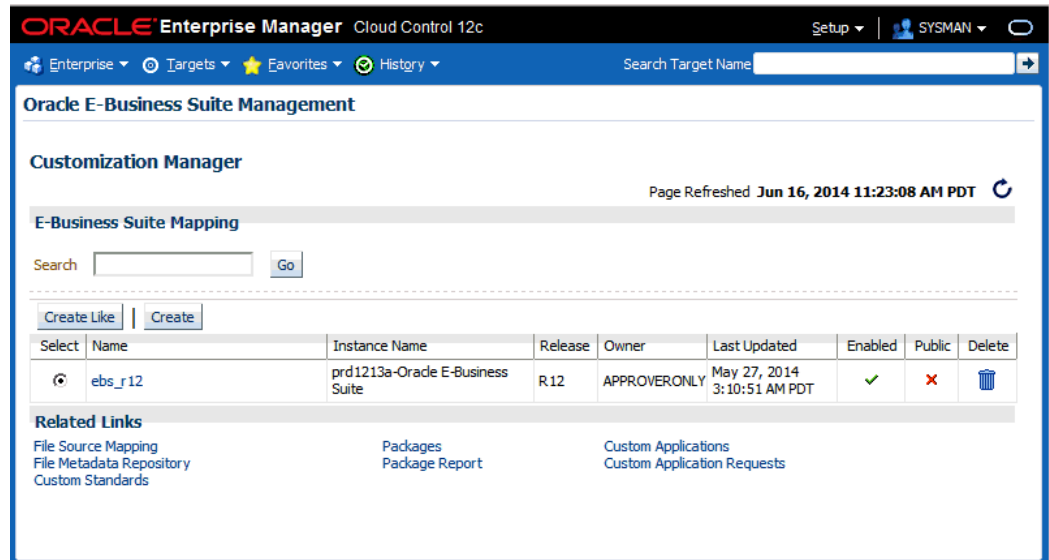 ORACLE Enterprise Manager Cloud Control 12c
Setup
SYSMAN
Enterprise Targets Favorites History Search Target Name
Oracle E-Business Suite Management
Customization Manager
Page Refreshed Jun 16, 2014 11:23:08 AM PDT
E-Business Suite Mapping
Search Go
Create Like | Create
Select Name Instance Name Release Owner Last Updated Enabled Public Delete
ebs_r12 prd1213a-Oracle E-Business Suite R12 APPROVERONLY May 27, 2014 3:10:51 AM PDT
Related Links
File Source Mapping Packages Custom Applications
File Metadata Repository Package Report Custom Application Requests
Custom Standards